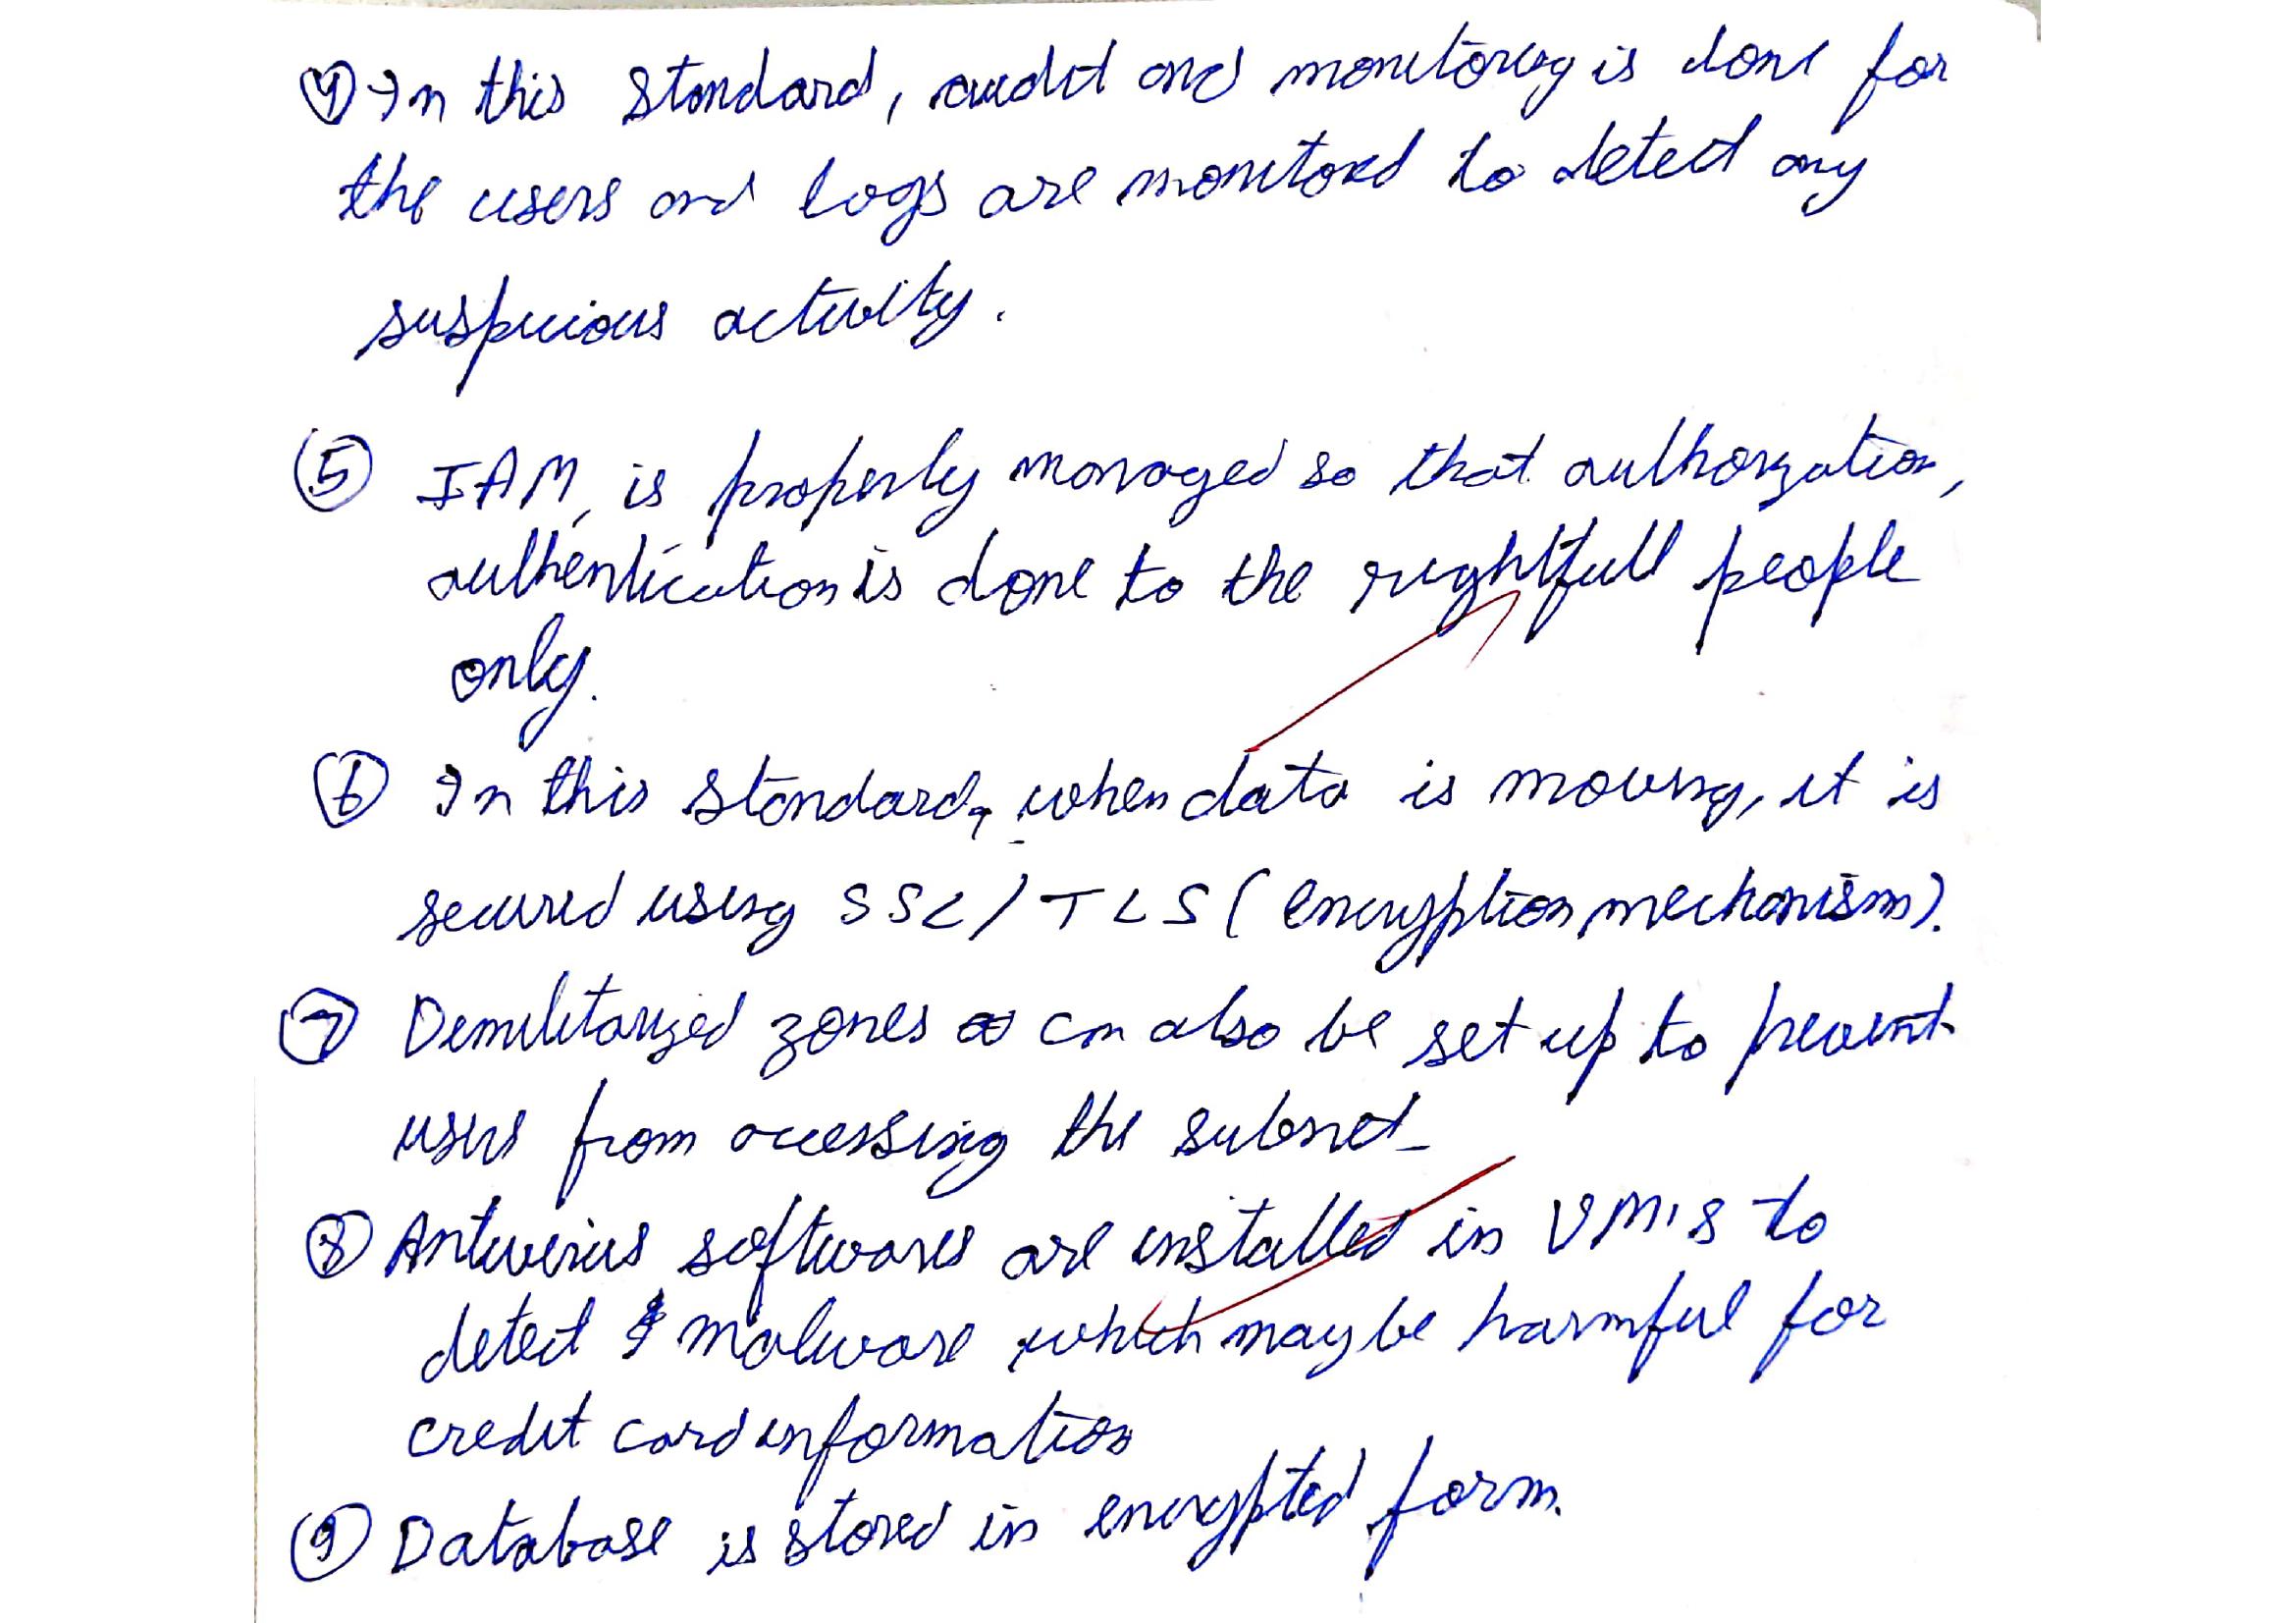 ④ In this standard, audit and monitoring is done for
the users and logs are monitored to detect any
suspicious activity.
⑤ IAM, is properly managed so that authorization,
authentication is done to the rightfull people
only.
⑥ In this standard, when data is moving, it is
secured using SSL/TLS (encryption mechanism).
⑦ Demilitarized zones can also be set up to prevent
users from accessing the subnet
⑧ Antivirus softwares are installed in VM's to
detect malware which may be harmful for
credit card information
⑨ Database is stored in encrypted form.